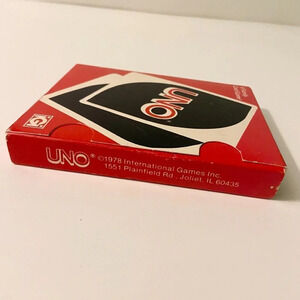 UNO
UNO® ©1978 International Games Inc.
1551 Plainfield Rd., Joliet, IL 60435